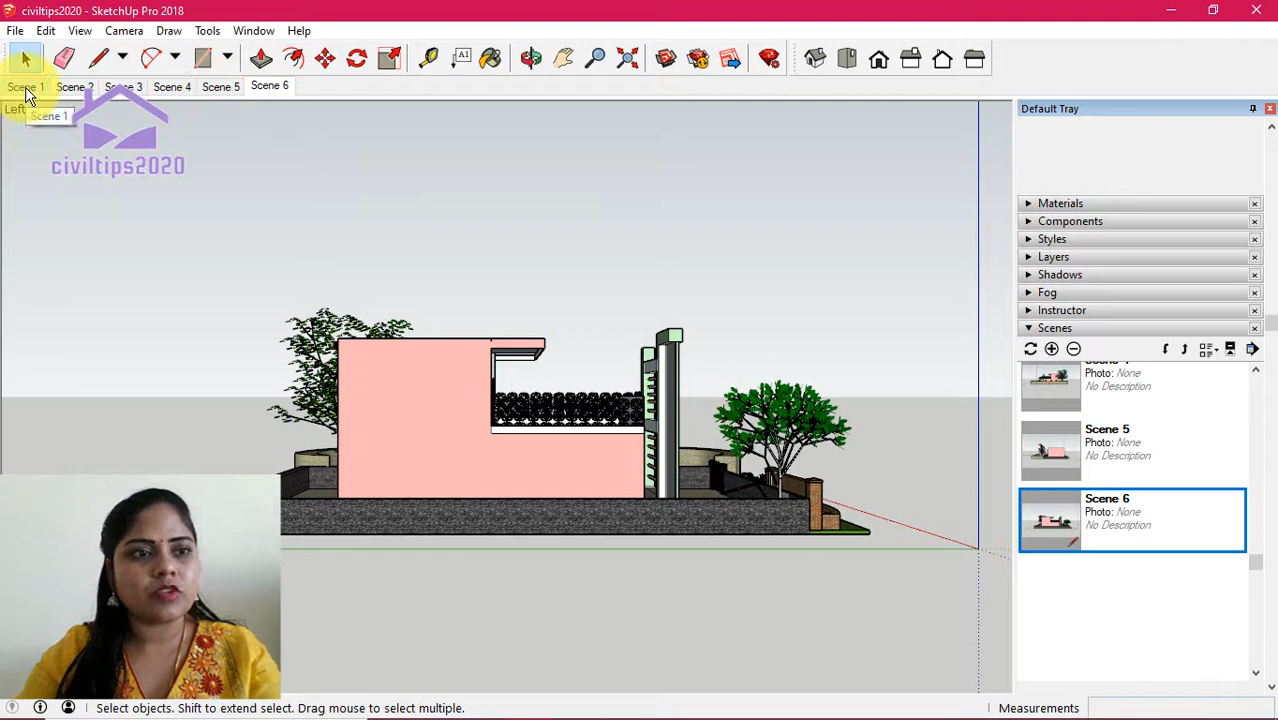 civiltips2020 - SketchUp Pro 2018
File Edit View Camera Draw Tools Window Help
A1
Scene 1 Scene 2 Scene 3 Scene 4 Scene 5 Scene 6
Left
Scene 1
civiltips2020
Default Tray
Materials
Components
Styles
Layers
Shadows
Fog
Instructor
Scenes
Photo: None
No Description
Scene 5
Photo: None
No Description
Scene 6
Photo: None
No Description
Select objects. Shift to extend select. Drag mouse to select multiple.
Measurements